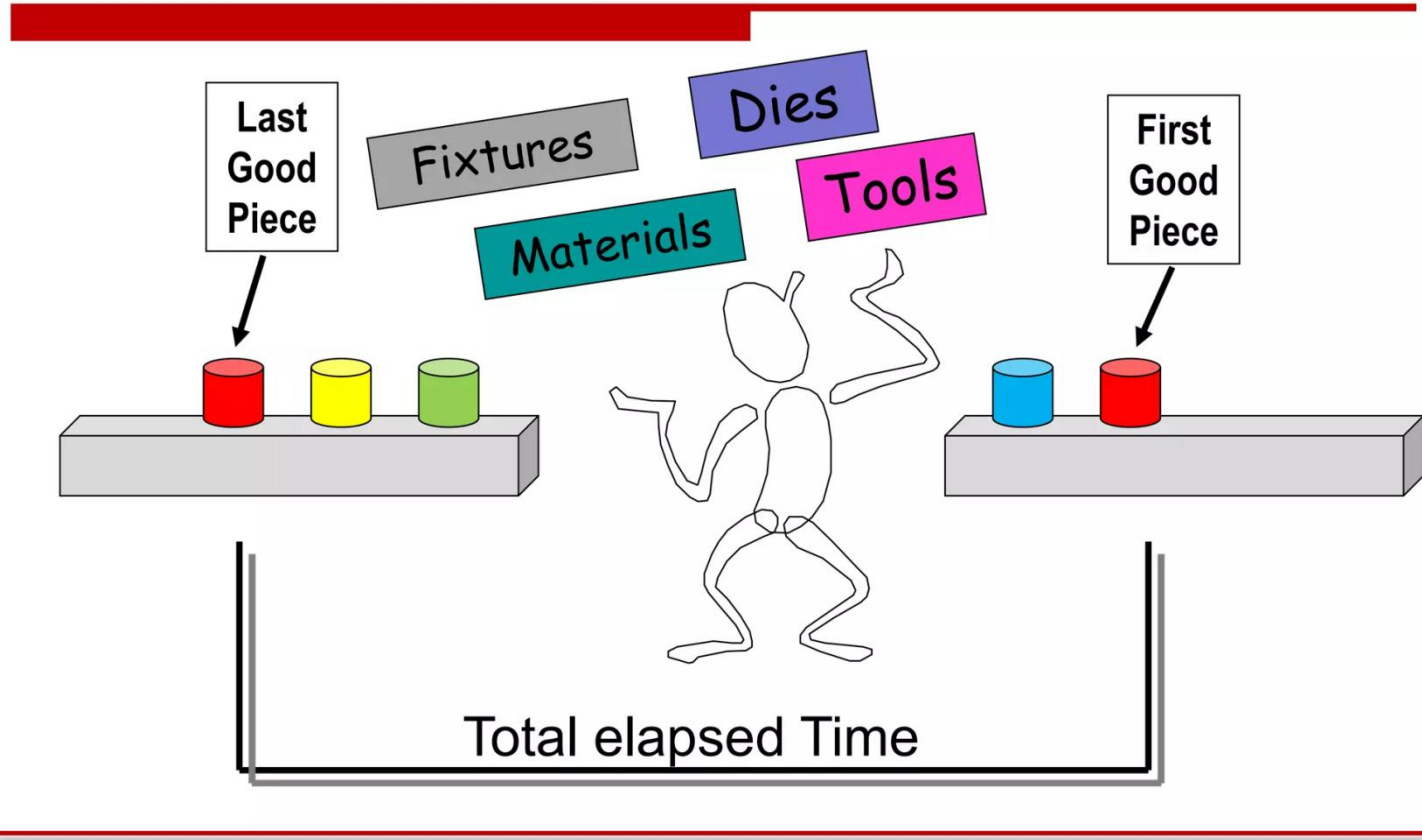 Last
Good
Piece
Fixtures
Dies
Materials
Tools
First
Good
Piece
Total elapsed Time